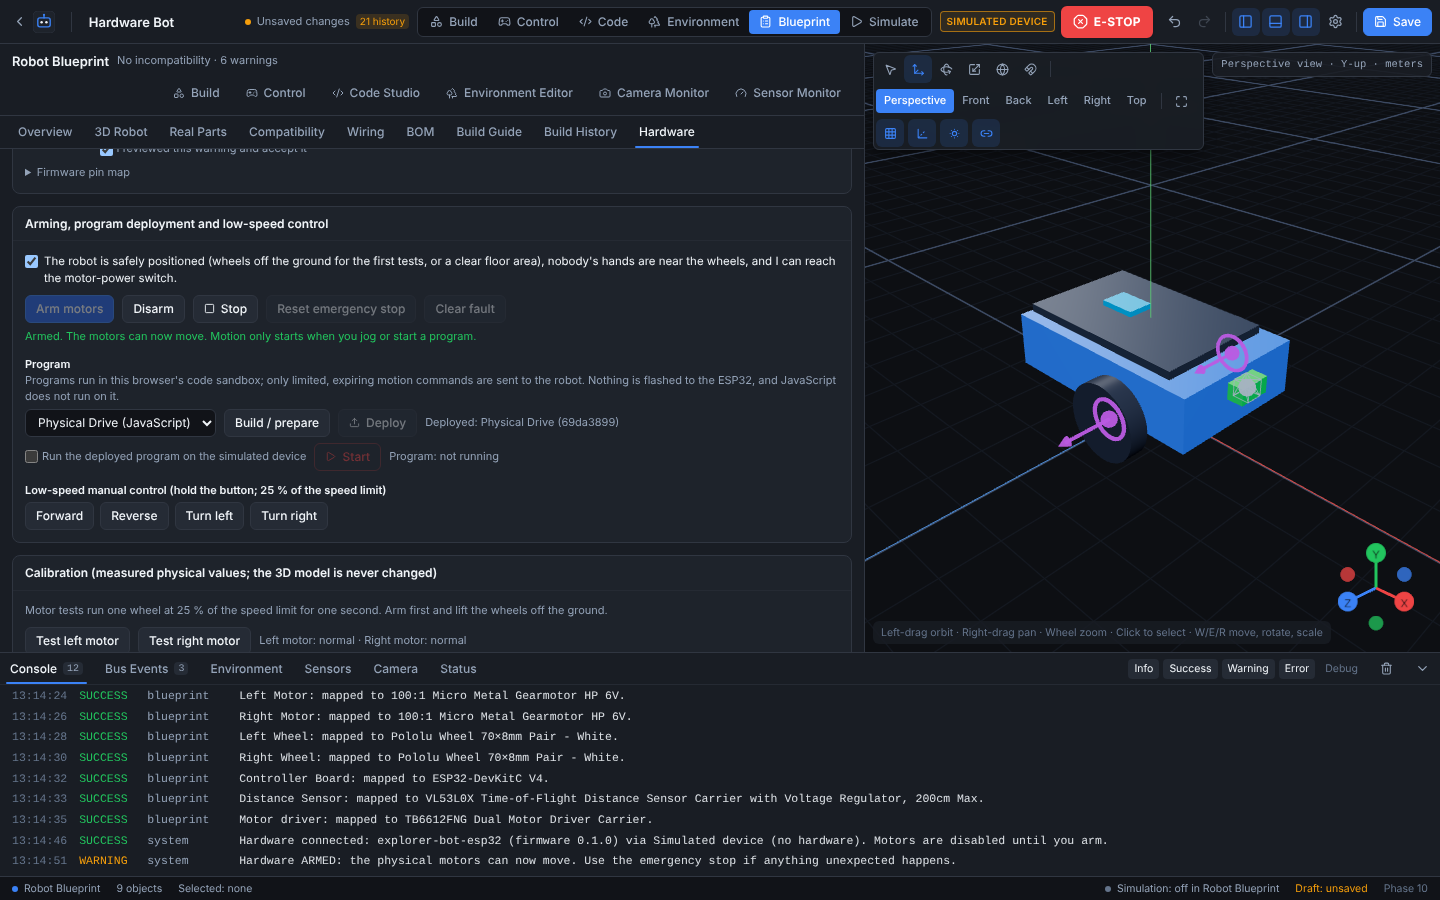 Hardware Bot
Unsaved changes
21 history
Build
Control
Code
Environment
Blueprint
Simulate
SIMULATED DEVICE
E-STOP
Save
Robot Blueprint
No incompatibility · 6 warnings
Build
Control
Code Studio
Environment Editor
Camera Monitor
Sensor Monitor
Overview
3D Robot
Real Parts
Compatibility
Wiring
BOM
Build Guide
Build History
Hardware
I reviewed this warning and accept it
Firmware pin map
Arming, program deployment and low-speed control
The robot is safely positioned (wheels off the ground for the first tests, or a clear floor area), nobody's hands are near the wheels, and I can reach
the motor-power switch.
Arm motors
Disarm
Stop
Reset emergency stop
Clear fault
Armed. The motors can now move. Motion only starts when you jog or start a program.
Program
Programs run in this browser's code sandbox; only limited, expiring motion commands are sent to the robot. Nothing is flashed to the ESP32, and JavaScript
does not run on it.
Physical Drive (JavaScript)
Build / prepare
Deploy
Deployed: Physical Drive (69da3899)
Run the deployed program on the simulated device
Start
Program: not running
Low-speed manual control (hold the button; 25 % of the speed limit)
Forward
Reverse
Turn left
Turn right
Calibration (measured physical values; the 3D model is never changed)
Motor tests run one wheel at 25 % of the speed limit for one second. Arm first and lift the wheels off the ground.
Test left motor
Test right motor
Left motor: normal · Right motor: normal
Perspective view · Y-up · meters
Perspective
Front
Back
Left
Right
Top
Y
Z
X
Left-drag orbit · Right-drag pan · Wheel zoom · Click to select · W/E/R move, rotate, scale
Console 12
Bus Events 3
Environment
Sensors
Camera
Status
Info
Success
Warning
Error
Debug
13:14:24 SUCCESS blueprint Left Motor: mapped to 100:1 Micro Metal Gearmotor HP 6V.
13:14:26 SUCCESS blueprint Right Motor: mapped to 100:1 Micro Metal Gearmotor HP 6V.
13:14:28 SUCCESS blueprint Left Wheel: mapped to Pololu Wheel 70×8mm Pair - White.
13:14:30 SUCCESS blueprint Right Wheel: mapped to Pololu Wheel 70×8mm Pair - White.
13:14:32 SUCCESS blueprint Controller Board: mapped to ESP32-DevKitC V4.
13:14:33 SUCCESS blueprint Distance Sensor: mapped to VL53L0X Time-of-Flight Distance Sensor Carrier with Voltage Regulator, 200cm Max.
13:14:35 SUCCESS blueprint Motor driver: mapped to TB6612FNG Dual Motor Driver Carrier.
13:14:46 SUCCESS system Hardware connected: explorer-bot-esp32 (firmware 0.1.0) via Simulated device (no hardware). Motors are disabled until you arm.
13:14:51 WARNING system Hardware ARMED: the physical motors can now move. Use the emergency stop if anything unexpected happens.
Robot Blueprint
9 objects
Selected: none
Simulation: off in Robot Blueprint
Draft: unsaved
Phase 10